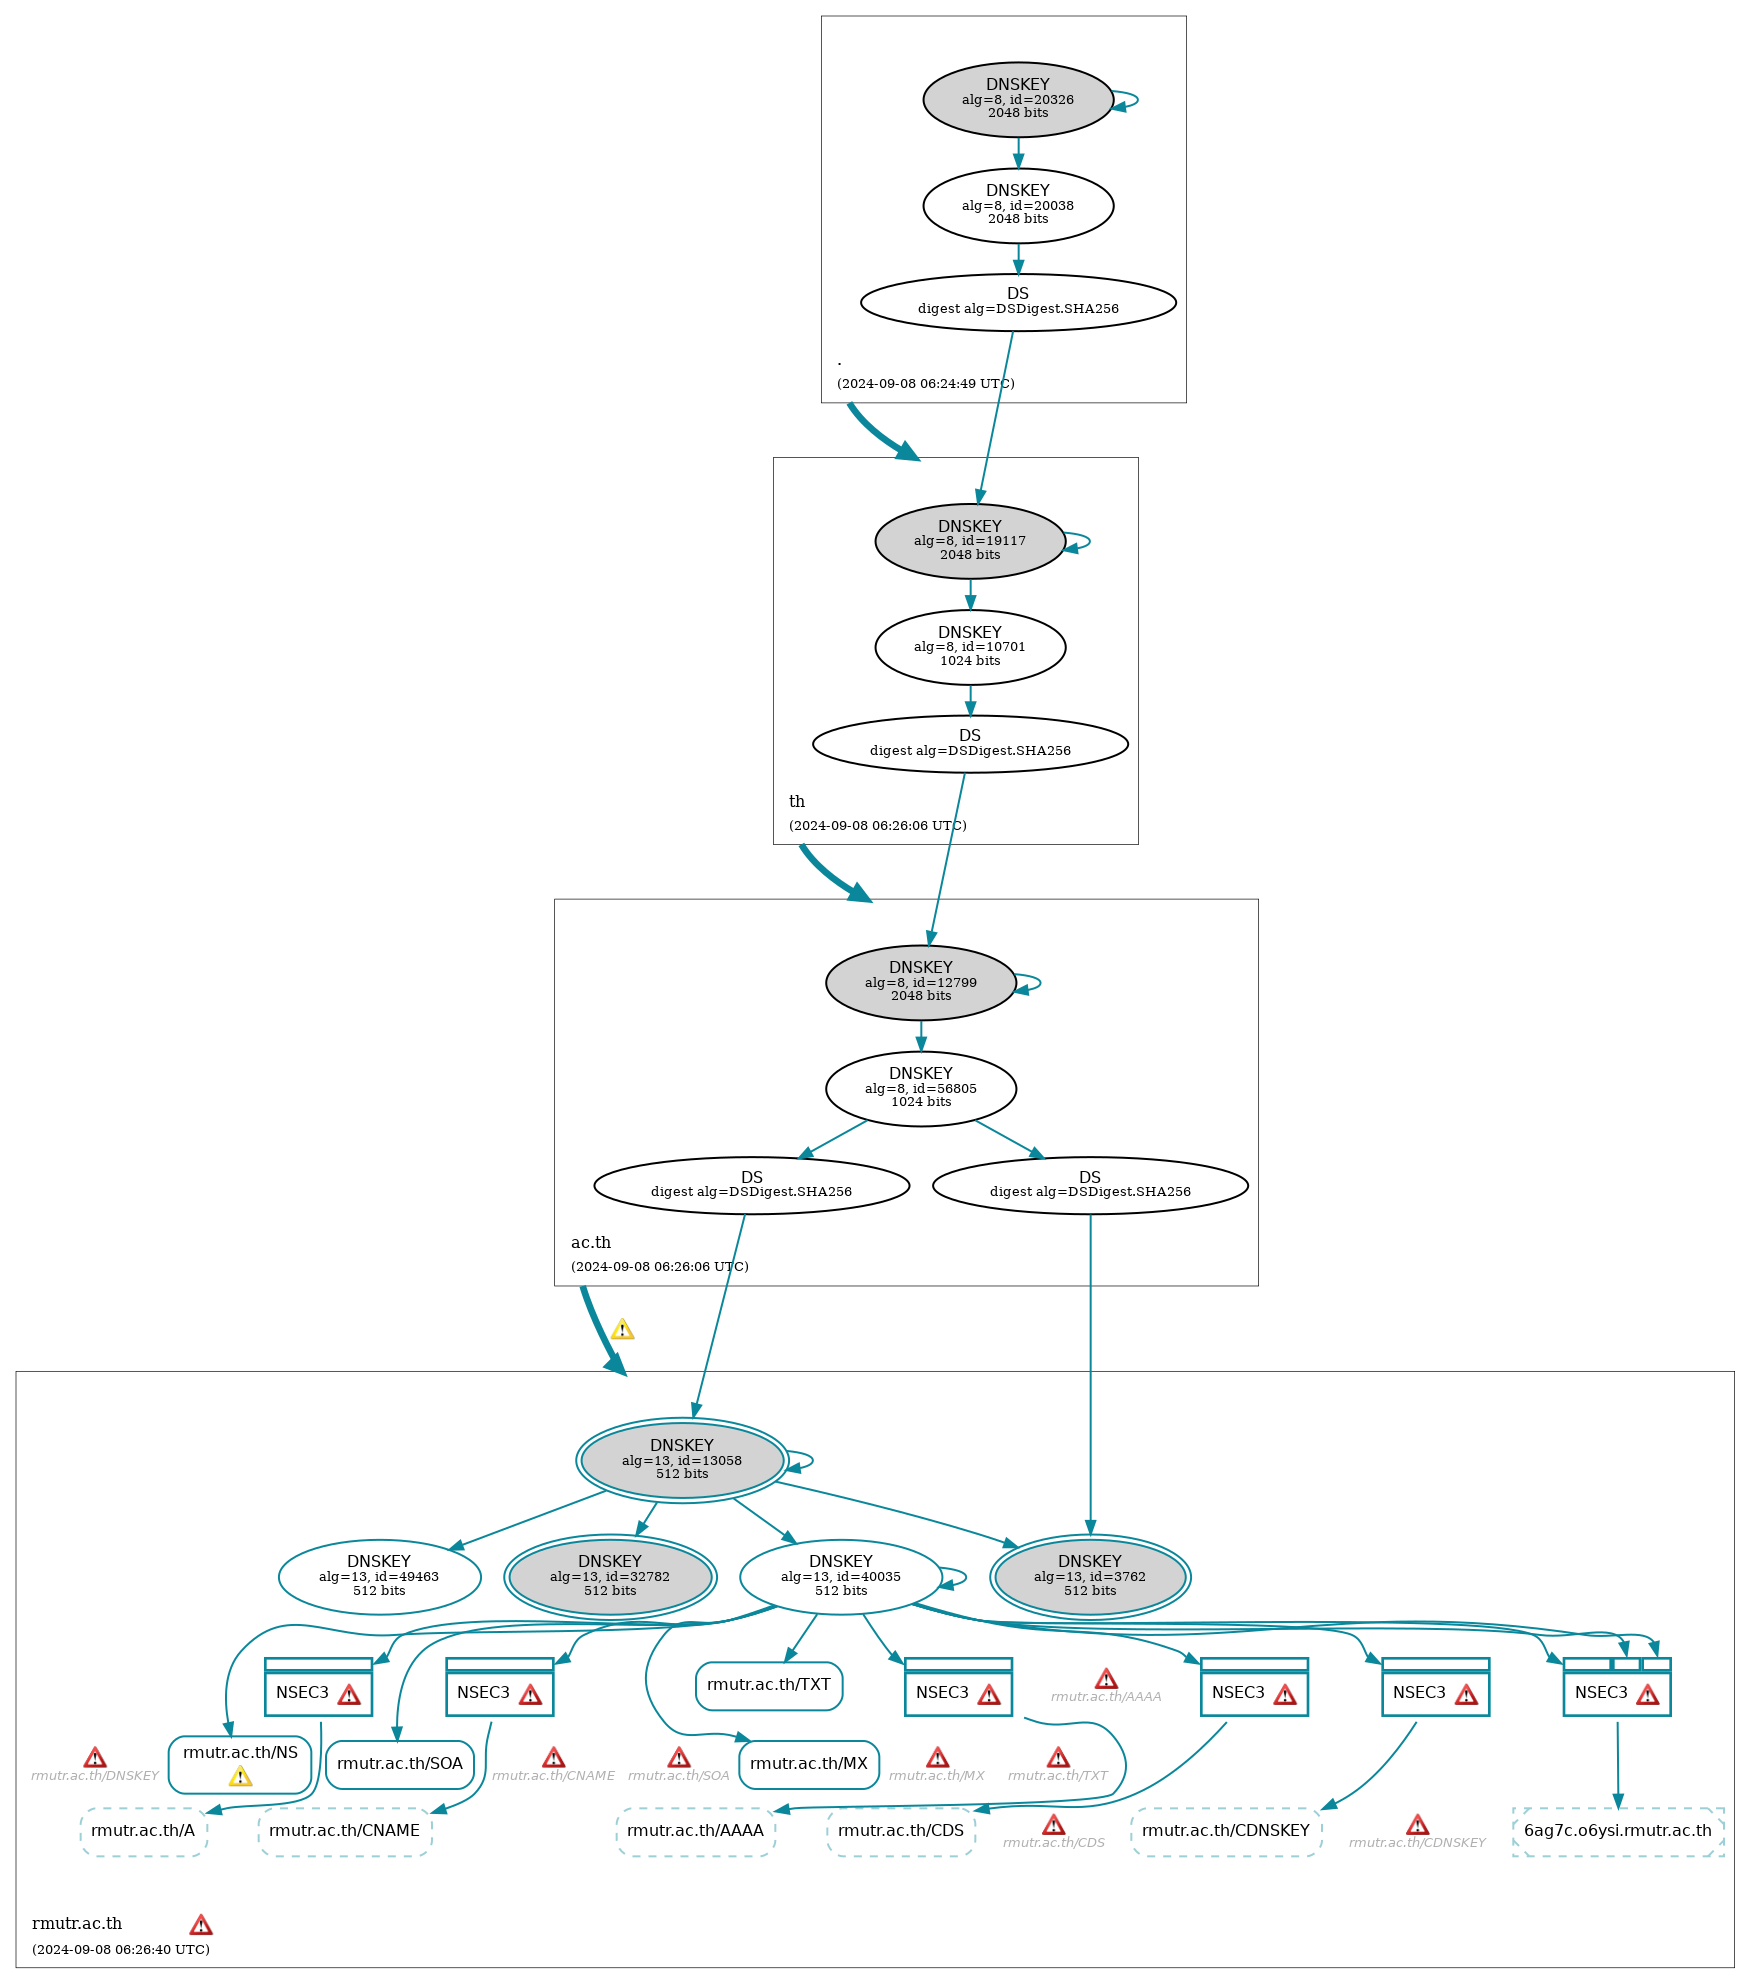 DNSKEY
alg=8, id=20326
2048 bits
DNSKEY
alg=8, id=20038
2048 bits
DS
digest alg=DSDigest.SHA256
.
(2024-09-08 06:24:49 UTC)
DNSKEY
alg=8, id=19117
2048 bits
DNSKEY
alg=8, id=10701
1024 bits
DS
digest alg=DSDigest.SHA256
th
(2024-09-08 06:26:06 UTC)
DNSKEY
alg=8, id=12799
2048 bits
DNSKEY
alg=8, id=56805
1024 bits
DS
digest alg=DSDigest.SHA256
DS
digest alg=DSDigest.SHA256
ac.th
(2024-09-08 06:26:06 UTC)
DNSKEY
alg=13, id=13058
512 bits
DNSKEY
alg=13, id=49463
512 bits
DNSKEY
alg=13, id=32782
512 bits
DNSKEY
alg=13, id=40035
512 bits
DNSKEY
alg=13, id=3762
512 bits
NSEC3
NSEC3
rmutr.ac.th/TXT
NSEC3
rmutr.ac.th/AAAA
NSEC3
NSEC3
NSEC3
rmutr.ac.th/DNSKEY
rmutr.ac.th/NS
rmutr.ac.th/SOA
rmutr.ac.th/CNAME
rmutr.ac.th/SOA
rmutr.ac.th/MX
rmutr.ac.th/MX
rmutr.ac.th/TXT
rmutr.ac.th/A
rmutr.ac.th/CNAME
rmutr.ac.th/AAAA
rmutr.ac.th/CDS
rmutr.ac.th/CDS
rmutr.ac.th/CDNSKEY
rmutr.ac.th/CDNSKEY
6ag7c.o6ysi.rmutr.ac.th
rmutr.ac.th
(2024-09-08 06:26:40 UTC)